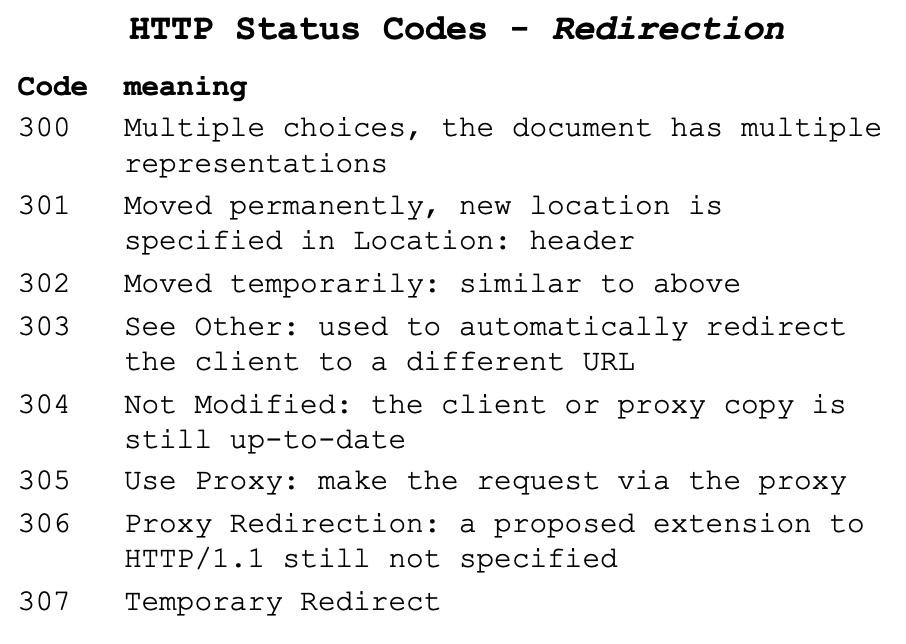 HTTP Status Codes - Redirection
Code meaning
300 Multiple choices, the document has multiple
representations
301 Moved permanently, new location is
specified in Location: header
302 Moved temporarily: similar to above
303 See Other: used to automatically redirect
the client to a different URL
304 Not Modified: the client or proxy copy is
still up-to-date
305 Use Proxy: make the request via the proxy
306 Proxy Redirection: a proposed extension to
HTTP/1.1 still not specified
307 Temporary Redirect